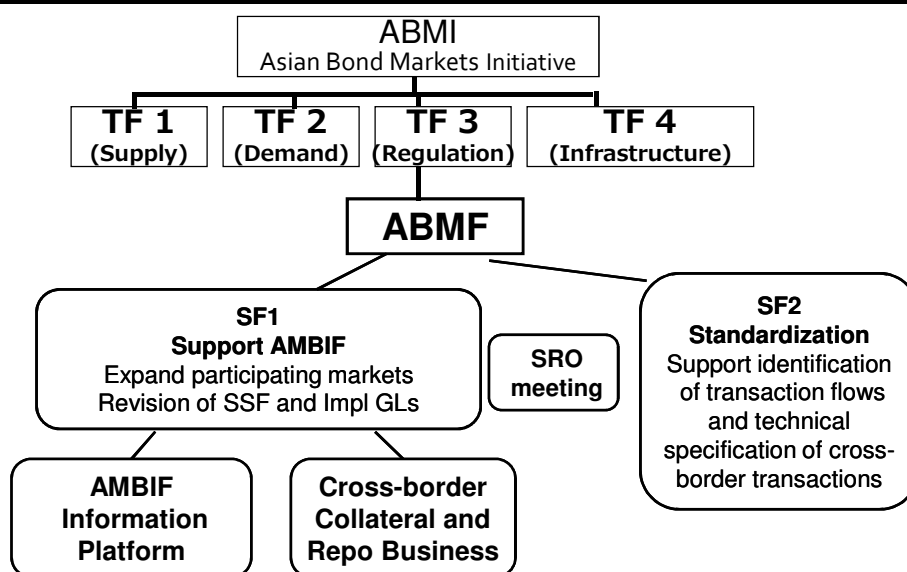 ABMI
Asian Bond Markets Initiative
TF 1
(Supply)
TF 2
(Demand)
TF 3
(Regulation)
TF 4
(Infrastructure)
ABMF
SF1
Support AMBIF
Expand participating markets
Revision of SSF and Impl GLs
SRO
meeting
SF2
Standardization
Support identification
of transaction flows
and technical
specification of cross-
border transactions
AMBIF
Information
Platform
Cross-border
Collateral and
Repo Business